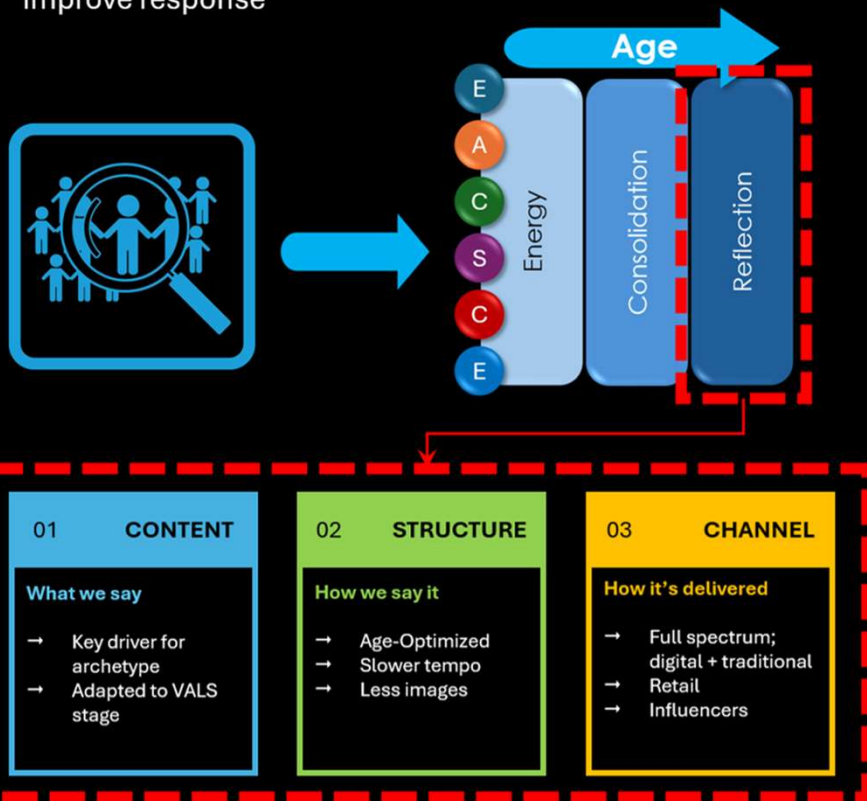 improve response
Age
E
A
C
S
C
E
Energy
Consolidation
Reflection
01 CONTENT
What we say
→ Key driver for
archetype
→ Adapted to VALS
stage
02 STRUCTURE
How we say it
→ Age-Optimized
→ Slower tempo
→ Less images
03 CHANNEL
How it’s delivered
→ Full spectrum;
digital + traditional
→ Retail
→ Influencers